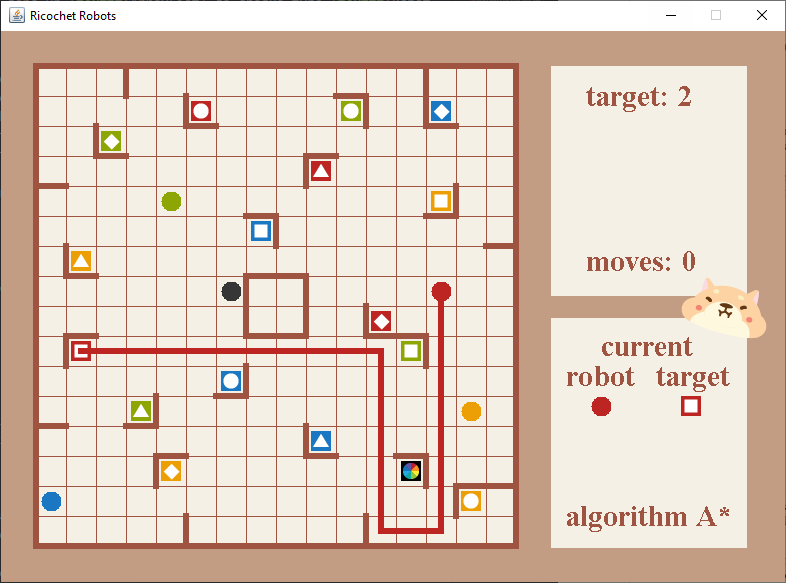 Ricochet Robots
target: 2
moves: 0
current
robot target
algorithm A*